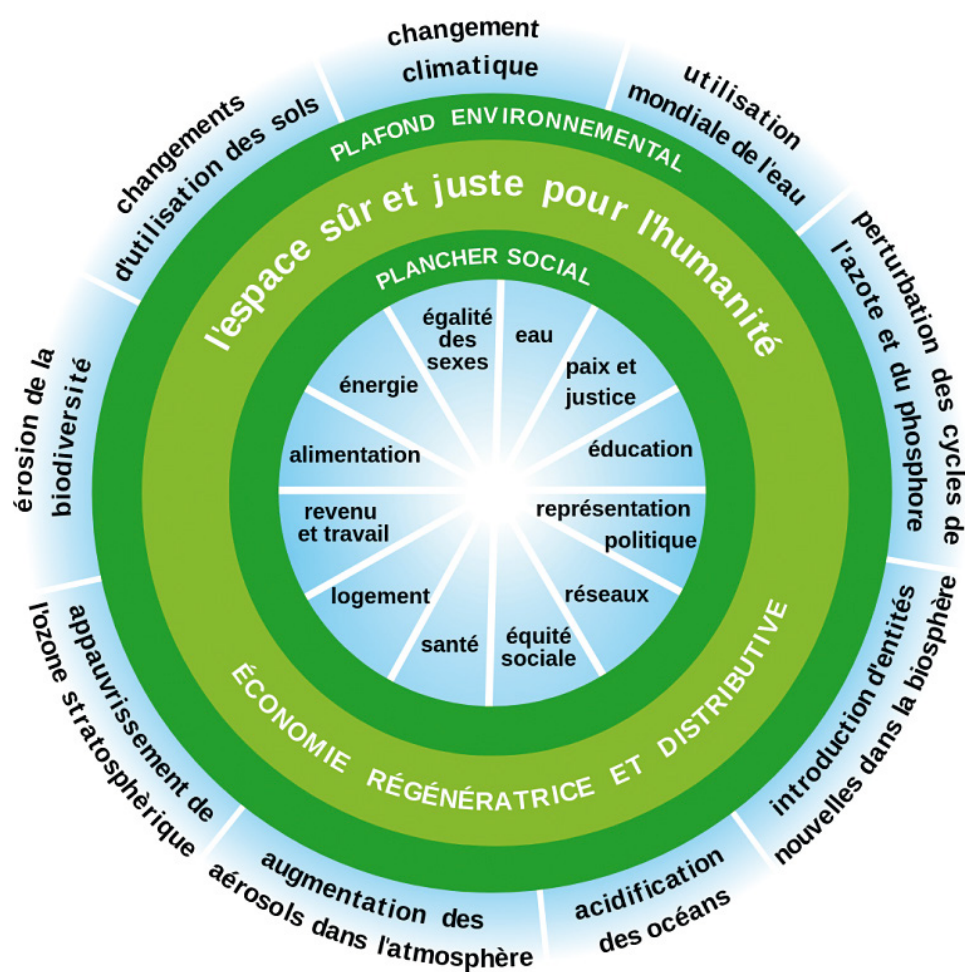 changement
climatique
utilisation
mondiale de l'eau
perturbation des cycles de
l'azote et du phosphore
introduction d'entités
nouvelles dans la biosphère
acidification
des océans
augmentation des
aérosols dans l'atmosphère
appauvrissement de
l'ozone stratosphèrique
érosion de la
biodiversité
changements
d'utilisation des sols
PLAFOND ENVIRONNEMENTAL
l'espace sûr et juste pour l'humanité
PLANCHER SOCIAL
eau
paix et
justice
éducation
représentation
politique
réseaux
équité
sociale
santé
logement
revenu
et travail
alimentation
énergie
égalité
des
sexes
ÉCONOMIE RÉGÉNÉRATRICE ET DISTRIBUTIVE